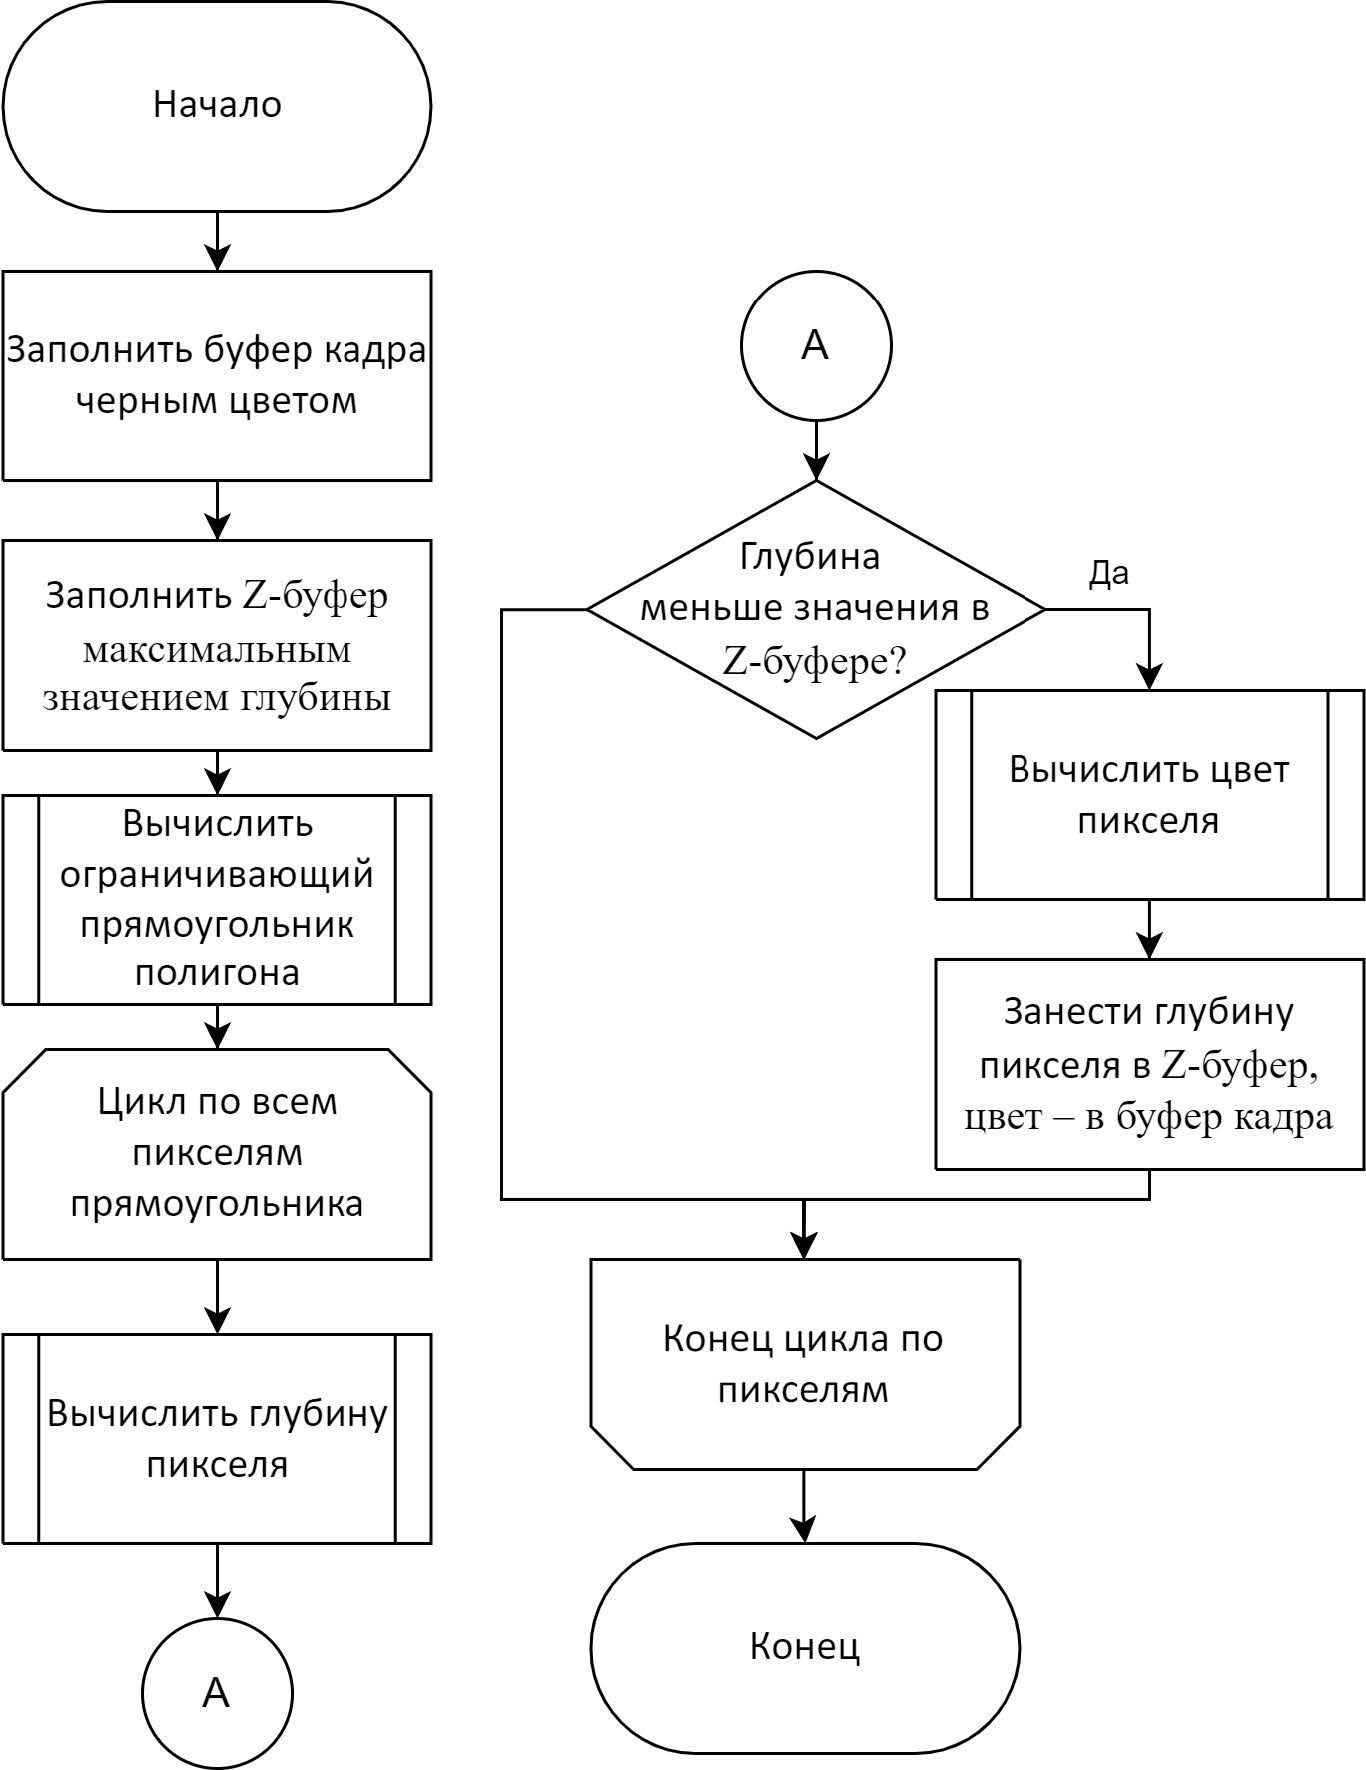 Начало
Заполнить буфер кадра
черным цветом
Заполнить Z-буфер
максимальным
значением глубины
Вычислить
ограничивающий
прямоугольник
полигона
Цикл по всем
пикселям
прямоугольника
Вычислить глубину
пикселя
А
А
Глубина
меньше значения в
Z-буфере?
Да
Вычислить цвет
пикселя
Занести глубину
пикселя в Z-буфер,
цвет – в буфер кадра
Конец цикла по
пикселям
Конец